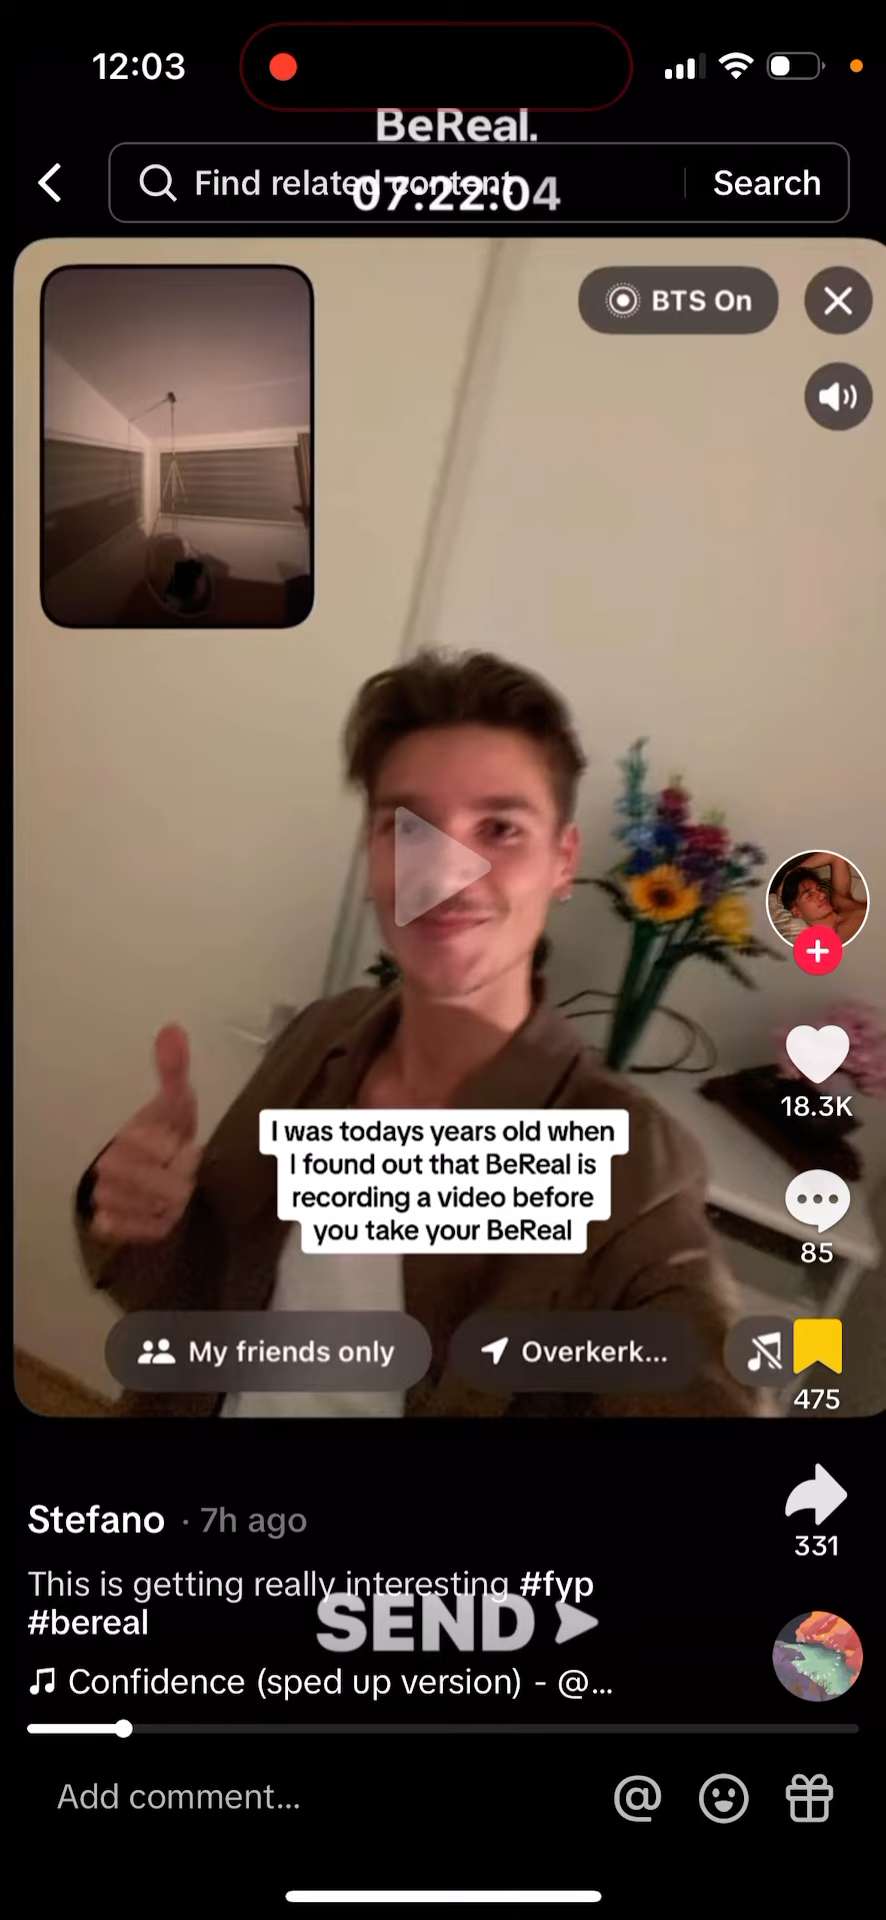 12:03
BeReal.
Find related content
Search
07:22:04
BTS On
I was todays years old when
I found out that BeReal is
recording a video before
you take your BeReal
18.3K
85
My friends only
Overkerk...
475
331
Stefano · 7h ago
This is getting really interesting #fyp
#bereal
SEND
Confidence (sped up version) - @...
Add comment...